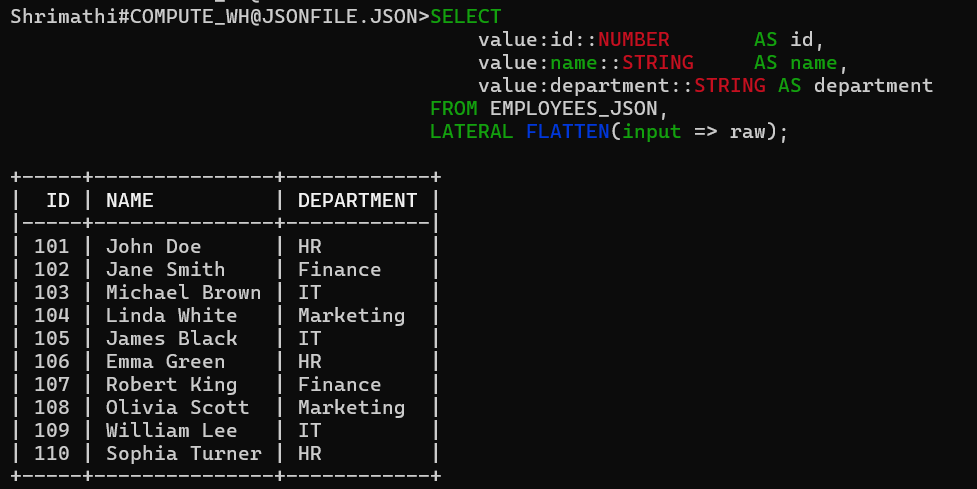 Shrimathi#COMPUTE_WH@JSONFILE.JSON>SELECT
                                       value:id::NUMBER       AS id,
                                       value:name::STRING     AS name,
                                       value:department::STRING AS department
                                   FROM EMPLOYEES_JSON,
                                   LATERAL FLATTEN(input => raw);
+-----+---------------+------------+
|  ID | NAME          | DEPARTMENT |
|-----+---------------+------------|
| 101 | John Doe      | HR         |
| 102 | Jane Smith    | Finance    |
| 103 | Michael Brown | IT         |
| 104 | Linda White   | Marketing  |
| 105 | James Black   | IT         |
| 106 | Emma Green    | HR         |
| 107 | Robert King   | Finance    |
| 108 | Olivia Scott  | Marketing  |
| 109 | William Lee   | IT         |
| 110 | Sophia Turner | HR         |
+-----+---------------+------------+